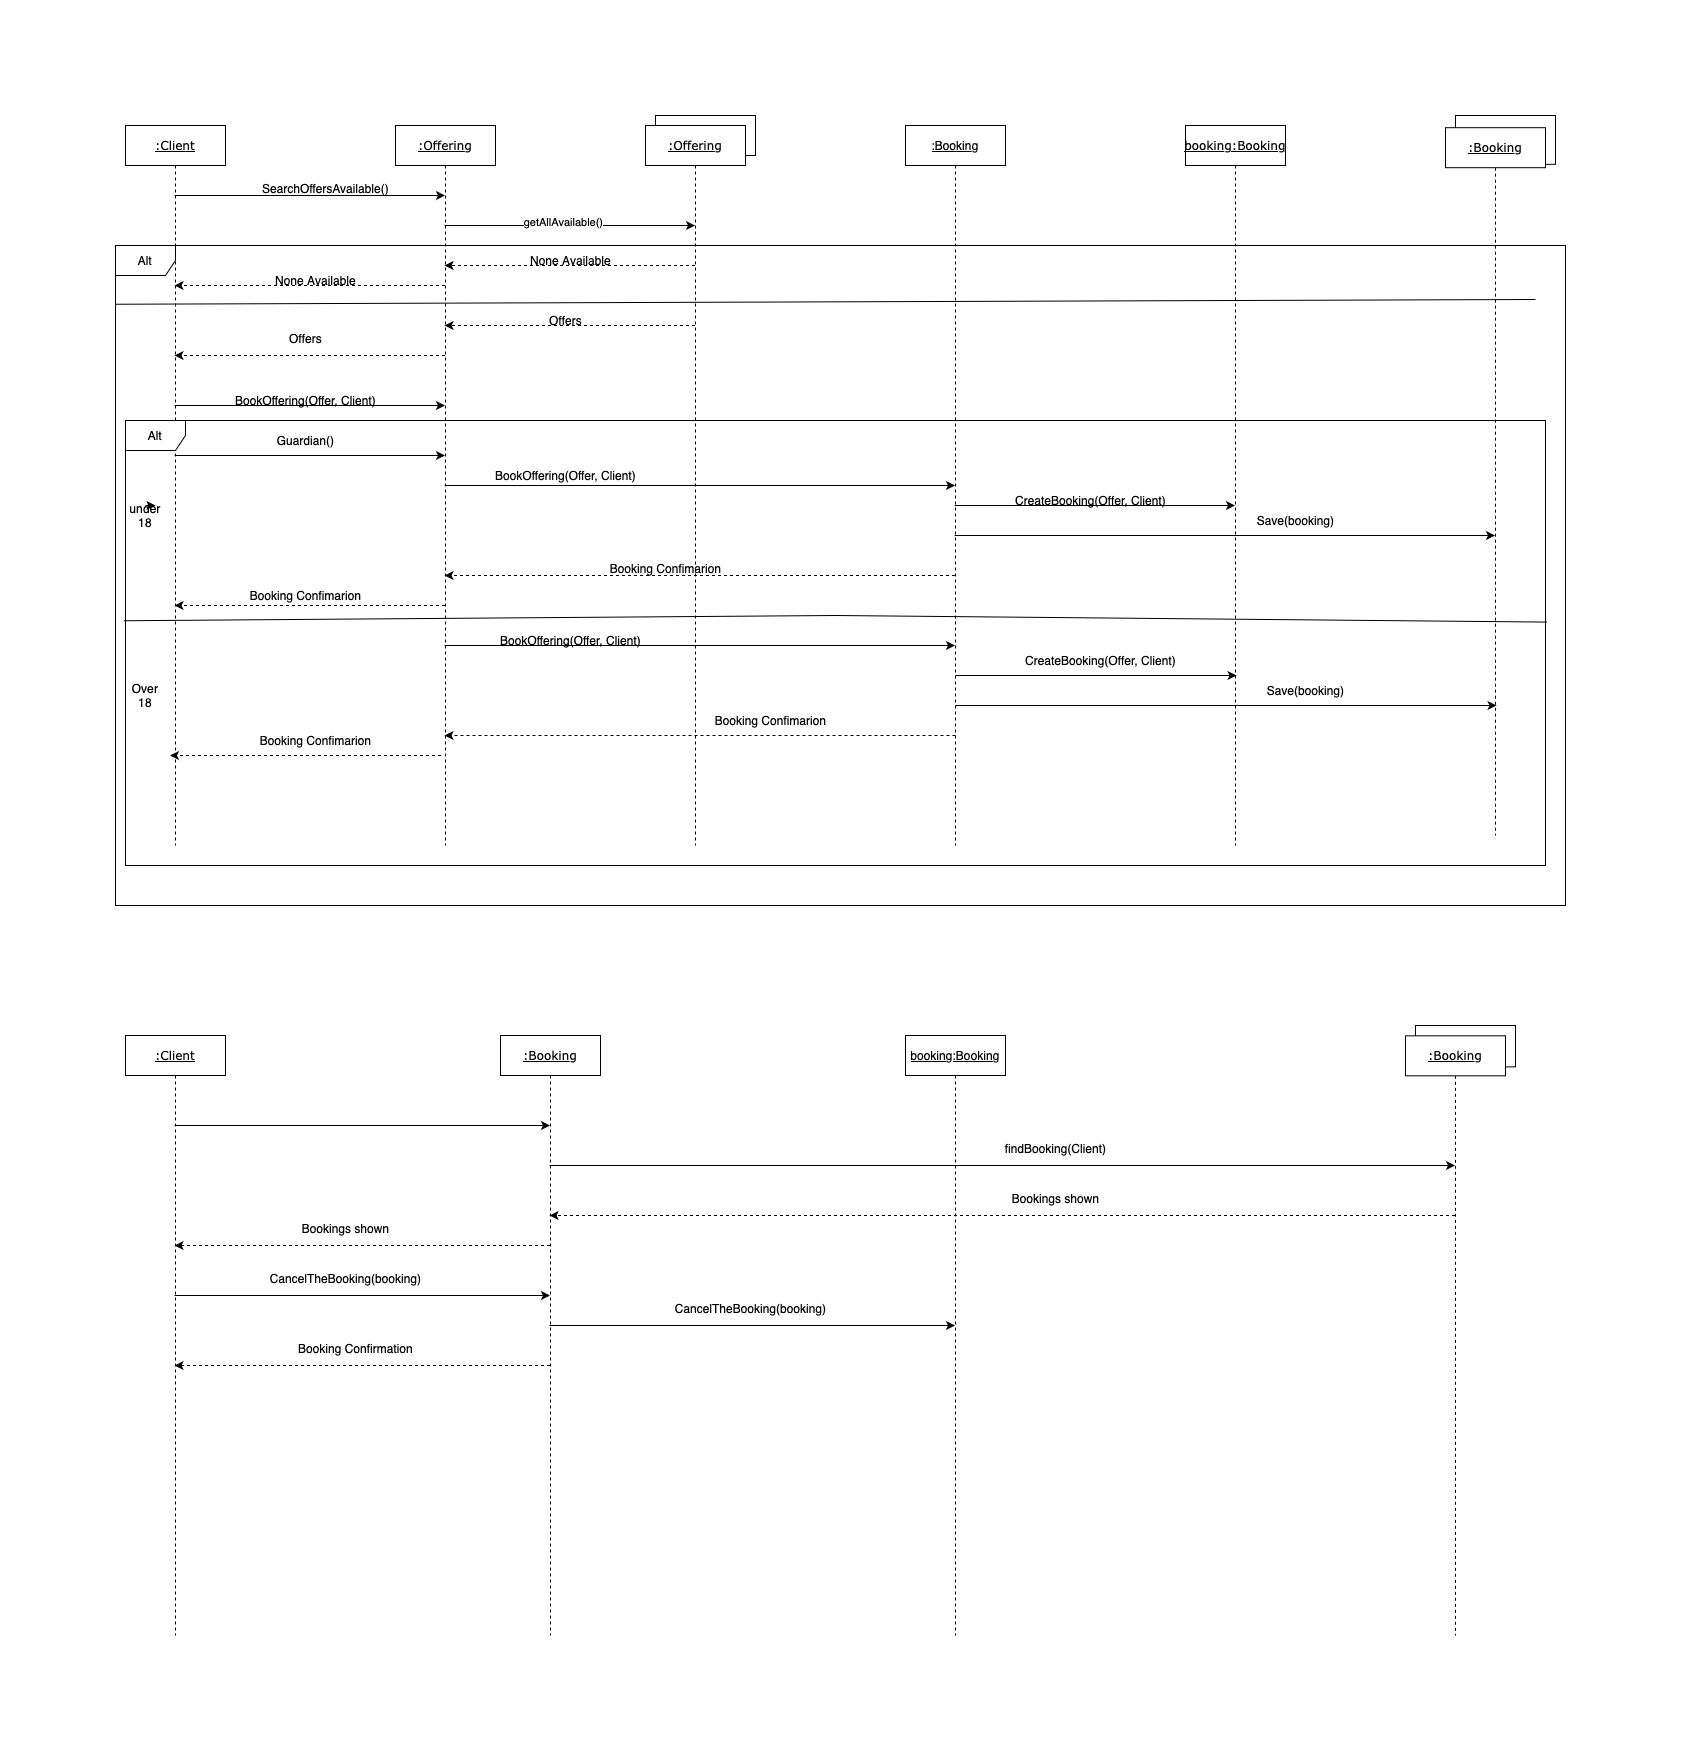 :Client
:Offering
:Offering
:Booking
booking:Booking
:Booking
SearchOffersAvailable()
getAllAvailable()
Alt
None Available
None Available
Offers
Offers
BookOffering(Offer, Client)
Alt
Guardian()
BookOffering(Offer, Client)
CreateBooking(Offer, Client)
under
18
Save(booking)
Booking Confimarion
Booking Confimarion
BookOffering(Offer, Client)
CreateBooking(Offer, Client)
Over
18
Save(booking)
Booking Confimarion
Booking Confimarion
:Client
:Booking
booking:Booking
:Booking
findBooking(Client)
Bookings shown
Bookings shown
CancelTheBooking(booking)
CancelTheBooking(booking)
Booking Confirmation